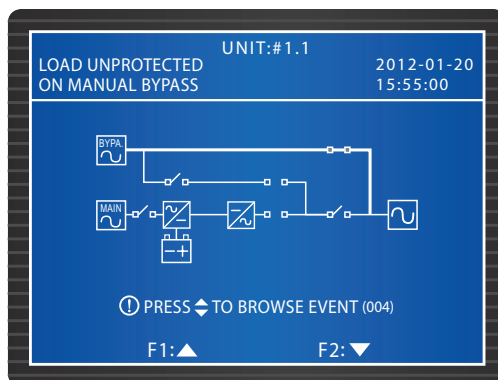 UNIT:#1.1
LOAD UNPROTECTED
ON MANUAL BYPASS
2012-01-20
15:55:00
BYPA.
MAIN
PRESS TO BROWSE EVENT (004)
F1: F2: